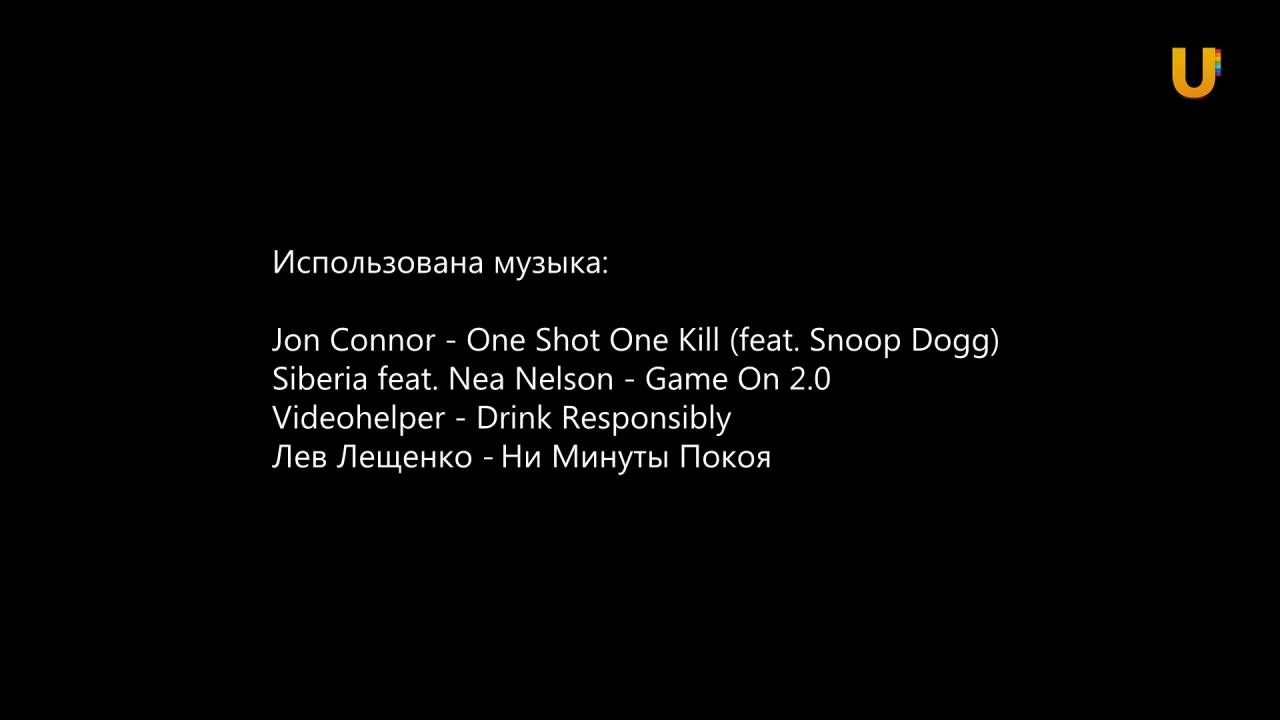 U
Использована музыка:
Jon Connor - One Shot One Kill (feat. Snoop Dogg)
Siberia feat. Nea Nelson - Game On 2.0
Videohelper - Drink Responsibly
Лев Лещенко - Ни Минуты Покоя